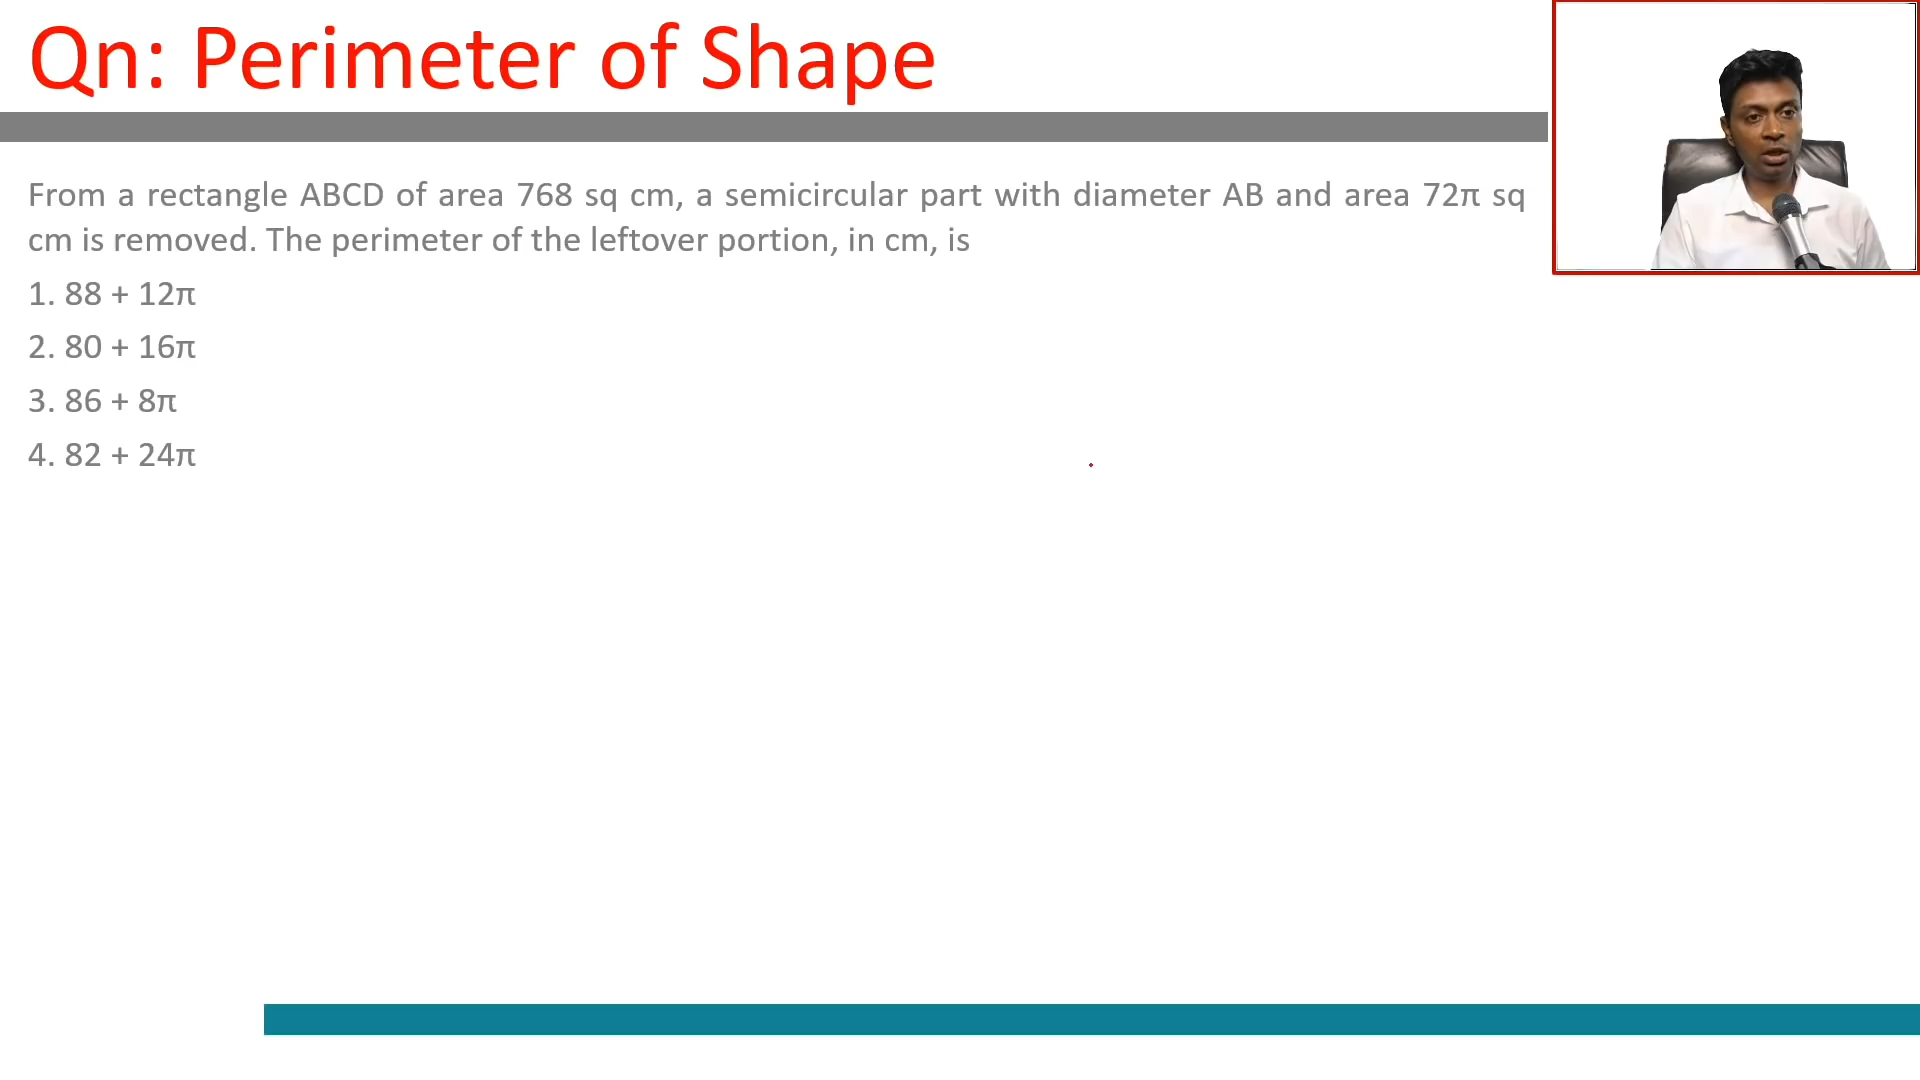 Qn: Perimeter of Shape
From a rectangle ABCD of area 768 sq cm, a semicircular part with diameter AB and area 72π sq
cm is removed. The perimeter of the leftover portion, in cm, is
1. 88 + 12π
2. 80 + 16π
3. 86 + 8π
4. 82 + 24π